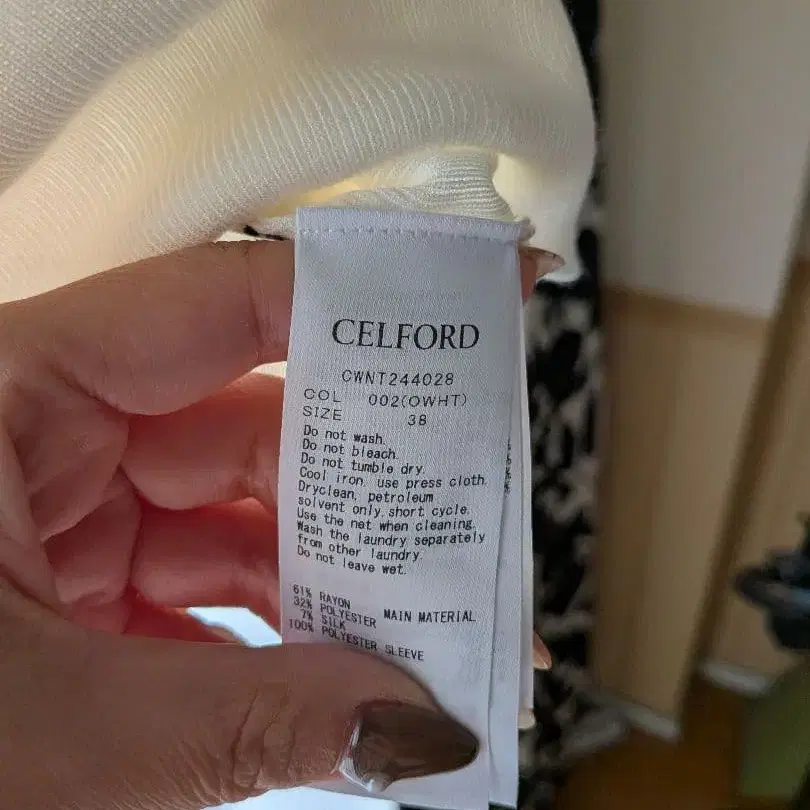 CELFORD
CWNT244028
COL 002(OWHT)
SIZE 38
Do not wash.
Do not bleach.
Do not tumble dry.
Cool iron, use press cloth.
Dryclean, petroleum
solvent only, short cycle.
Use the net when cleaning.
Wash the laundry separately
from other laundry.
Do not leave wet.
61% RAYON
32% POLYESTER MAIN MATERIAL
7% SILK
100% POLYESTER SLEEVE